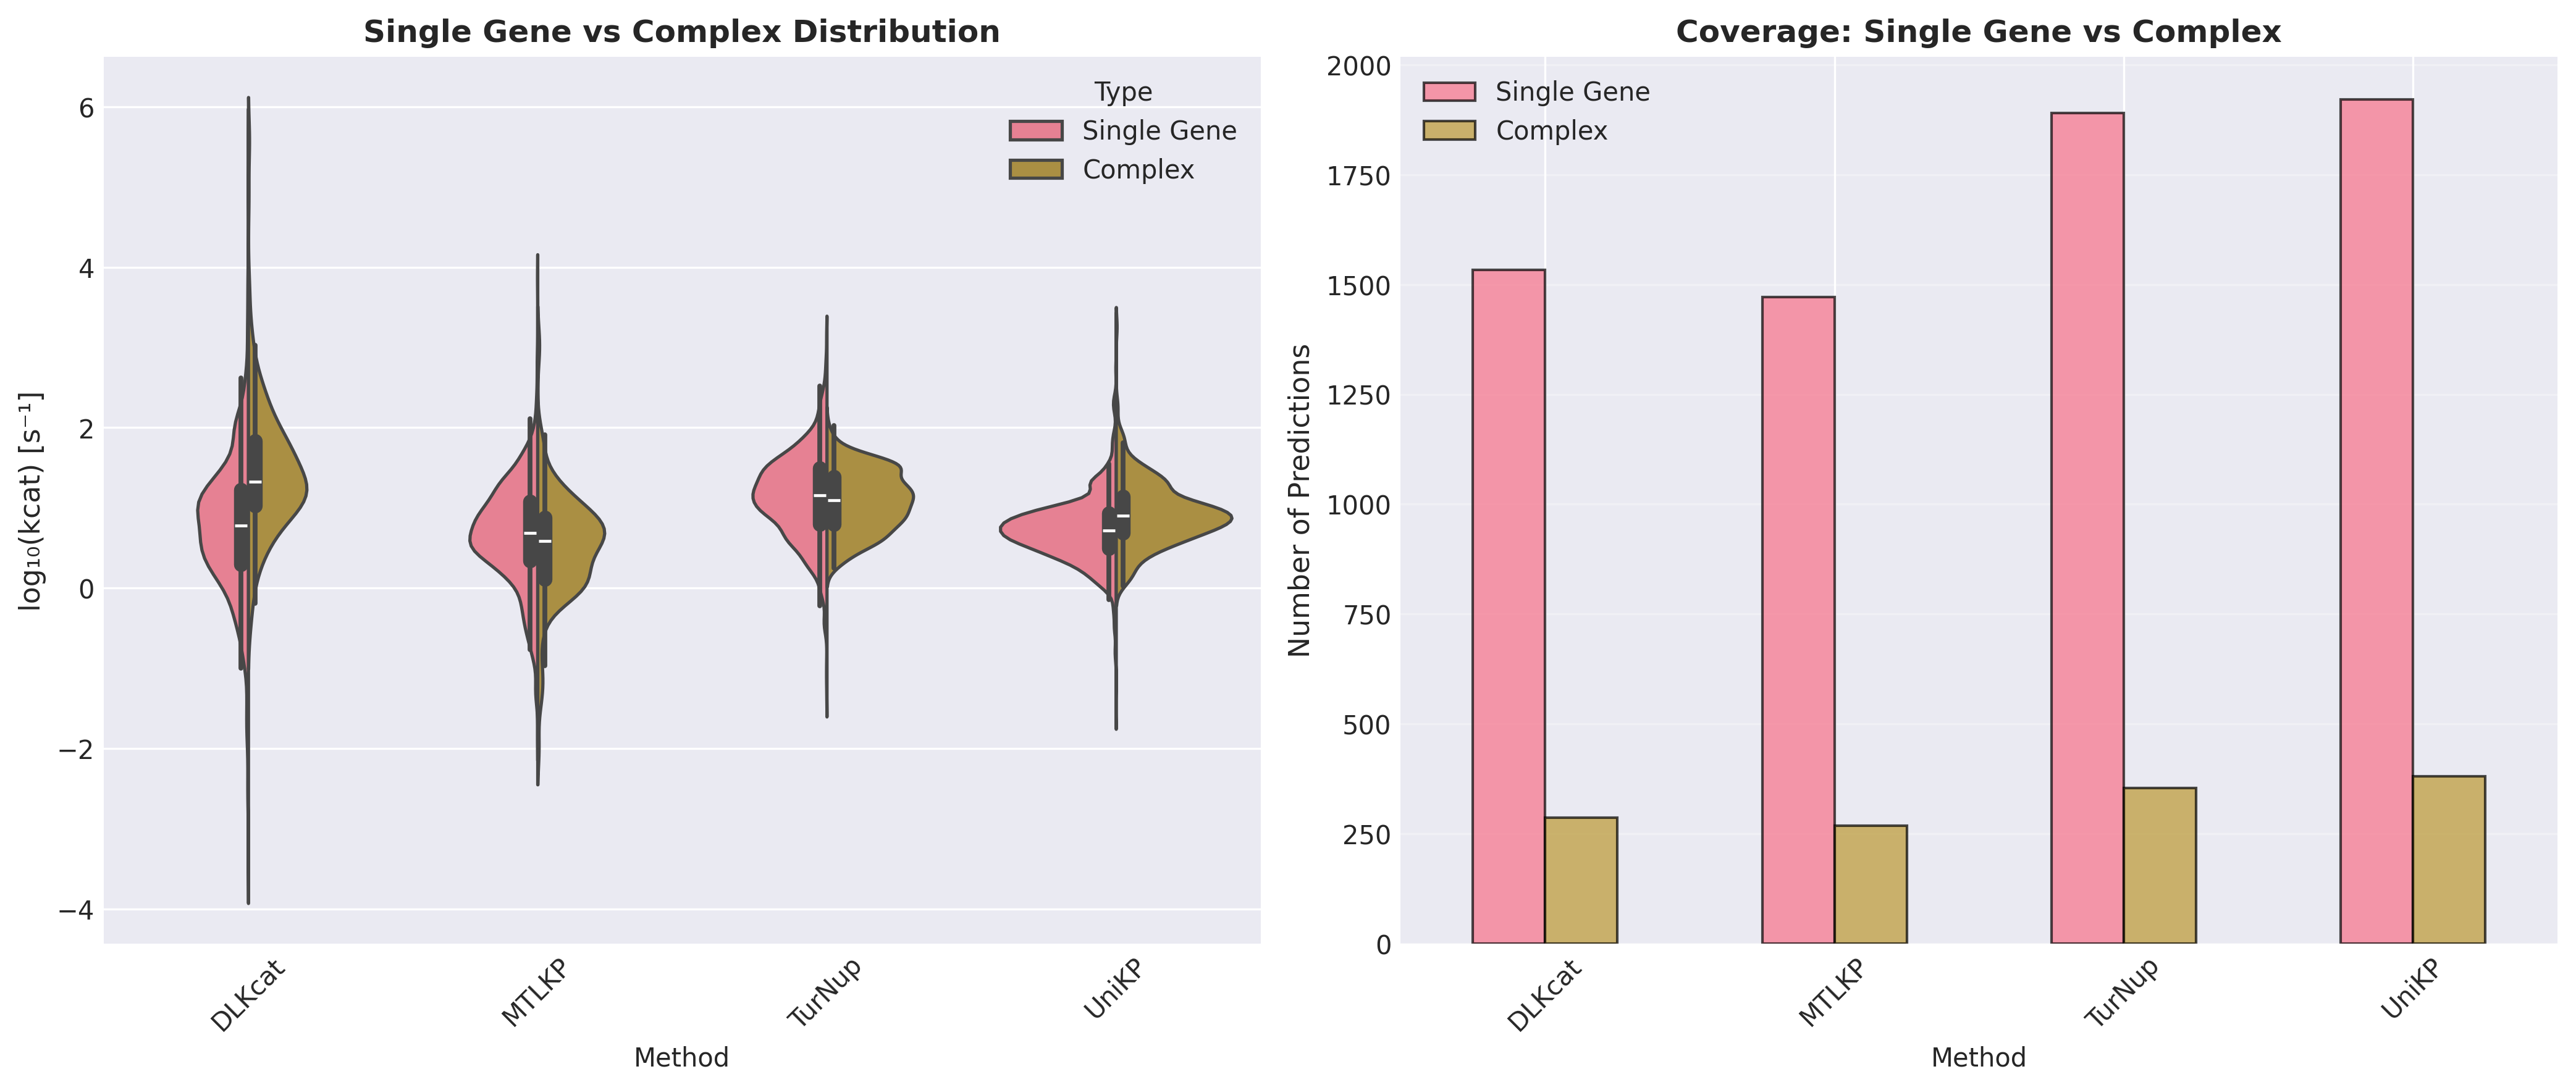 Single Gene vs Complex Distribution
Type
Single Gene
Complex
log₁₀(kcat) [s⁻¹]
6
4
2
0
−2
−4
DLKcat
MTLKP
TurNup
UniKP
Method
Coverage: Single Gene vs Complex
Single Gene
Complex
Number of Predictions
2000
1750
1500
1250
1000
750
500
250
0
DLKcat
MTLKP
TurNup
UniKP
Method